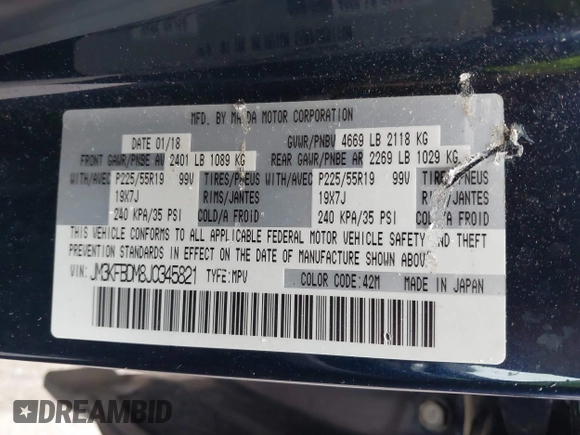 MFD. BY MAZDA MOTOR CORPORATION
DATE 01/18 GVWR/PNBV 4669 LB 2118 KG
FRONT GAWR/PNBE AV 2401 LB 1089 KG REAR GAWR/PNBE AR 2269 LB 1029 KG
WITH/AVEC P225/55R19 99V TIRES/PNEUS WITH/AVEC P225/55R19 99V TIRES/PNEUS
19X7J RIMS/JANTES 19X7J RIMS/JANTES
240 KPA/35 PSI COLD/A FROID 240 KPA/35 PSI COLD/A FROID
THIS VEHICLE CONFORMS TO ALL APPLICABLE FEDERAL MOTOR VEHICLE SAFETY AND THEFT
PREVENTION STANDARDS IN EFFECT ON THE DATE OF MANUFACTURE SHOWN ABOVE.
VIN: JM3KFBDM8J0345821 TYPE:MPV COLOR CODE:42M MADE IN JAPAN
DREAMBID